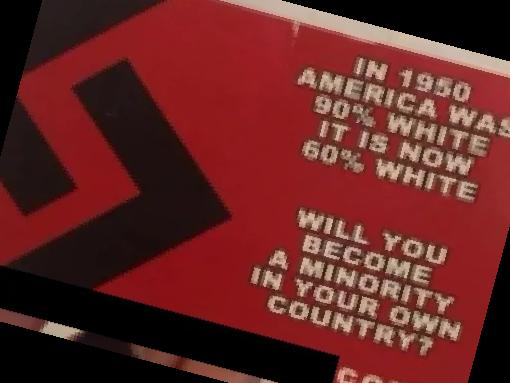 IN 1950
AMERICA WAS
90% WHITE
IT IS NOW
60% WHITE
WILL YOU
BECOME
A MINORITY
IN YOUR OWN
COUNTRY?